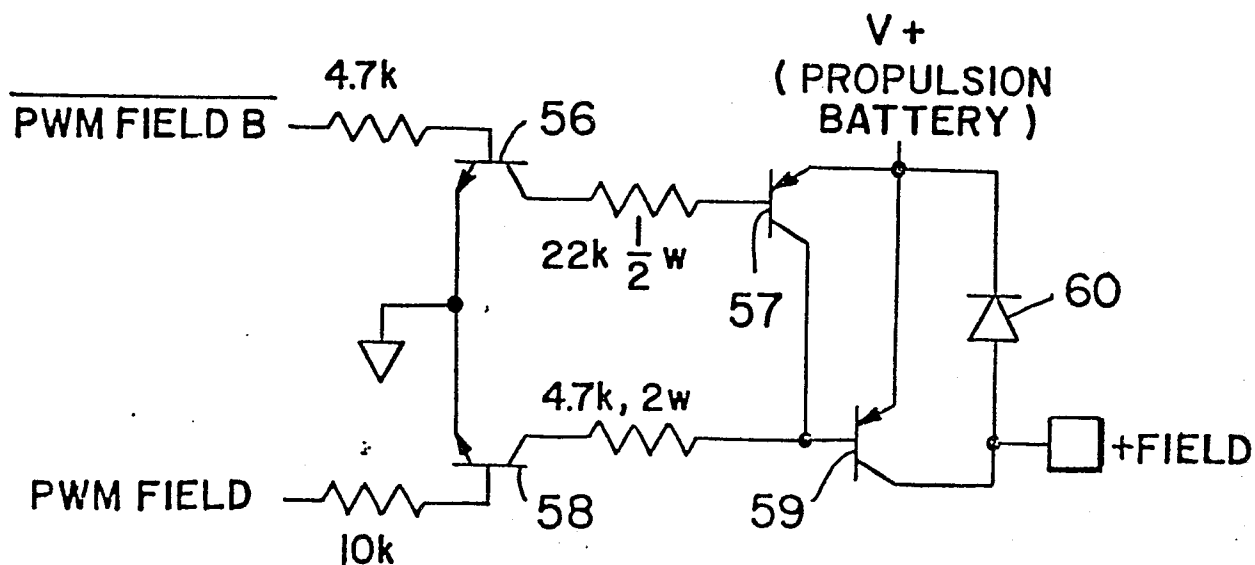 V+
(PROPULSION
BATTERY)
4.7k
PWM FIELD B
56
22k 1/2 w
57
60
4.7k, 2w
+FIELD
PWM FIELD
58
59
10k